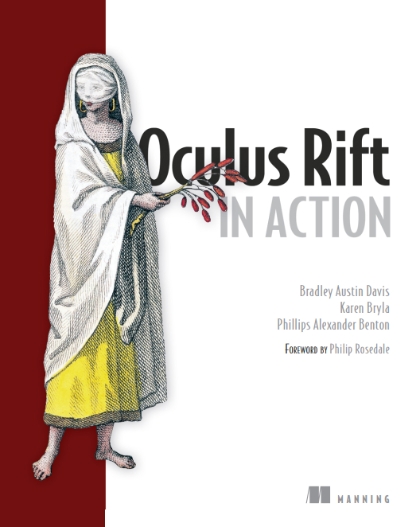 Oculus Rift
IN ACTION
Bradley Austin Davis
Karen Bryla
Phillips Alexander Benton
FOREWORD BY Philip Rosedale
MANNING